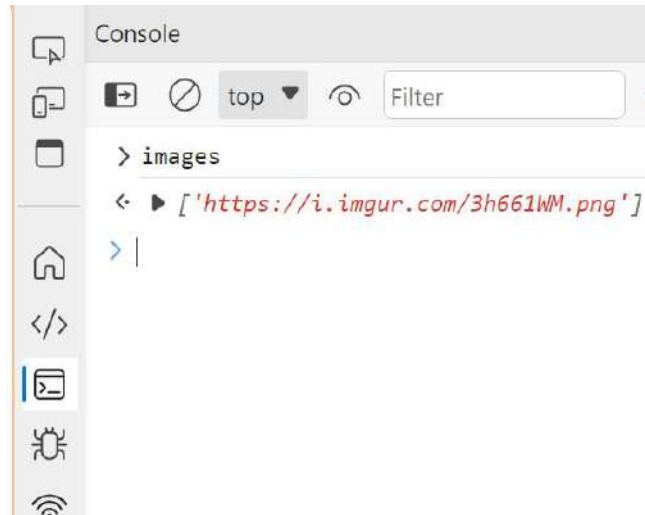 Console
top Filter
> images
['https://i.imgur.com/3h661WM.png']
>